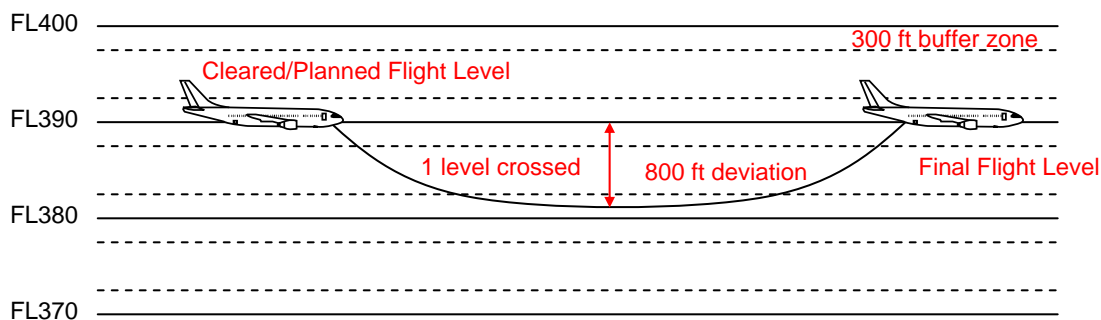 FL400
300 ft buffer zone
Cleared/Planned Flight Level
FL390
1 level crossed
800 ft deviation
Final Flight Level
FL380
FL370